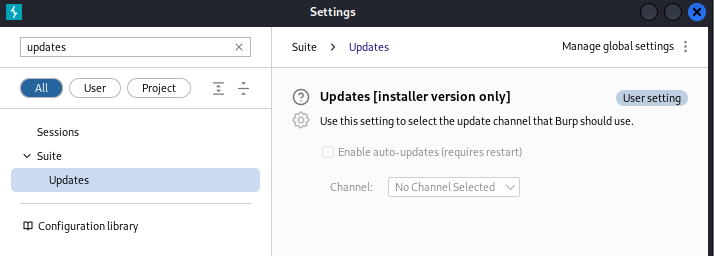 Settings
updates
All
User
Project
Sessions
Suite
Updates
Configuration library
Suite
Updates
Manage global settings
Updates [installer version only]
User setting
Use this setting to select the update channel that Burp should use.
Enable auto-updates (requires restart)
Channel:
No Channel Selected